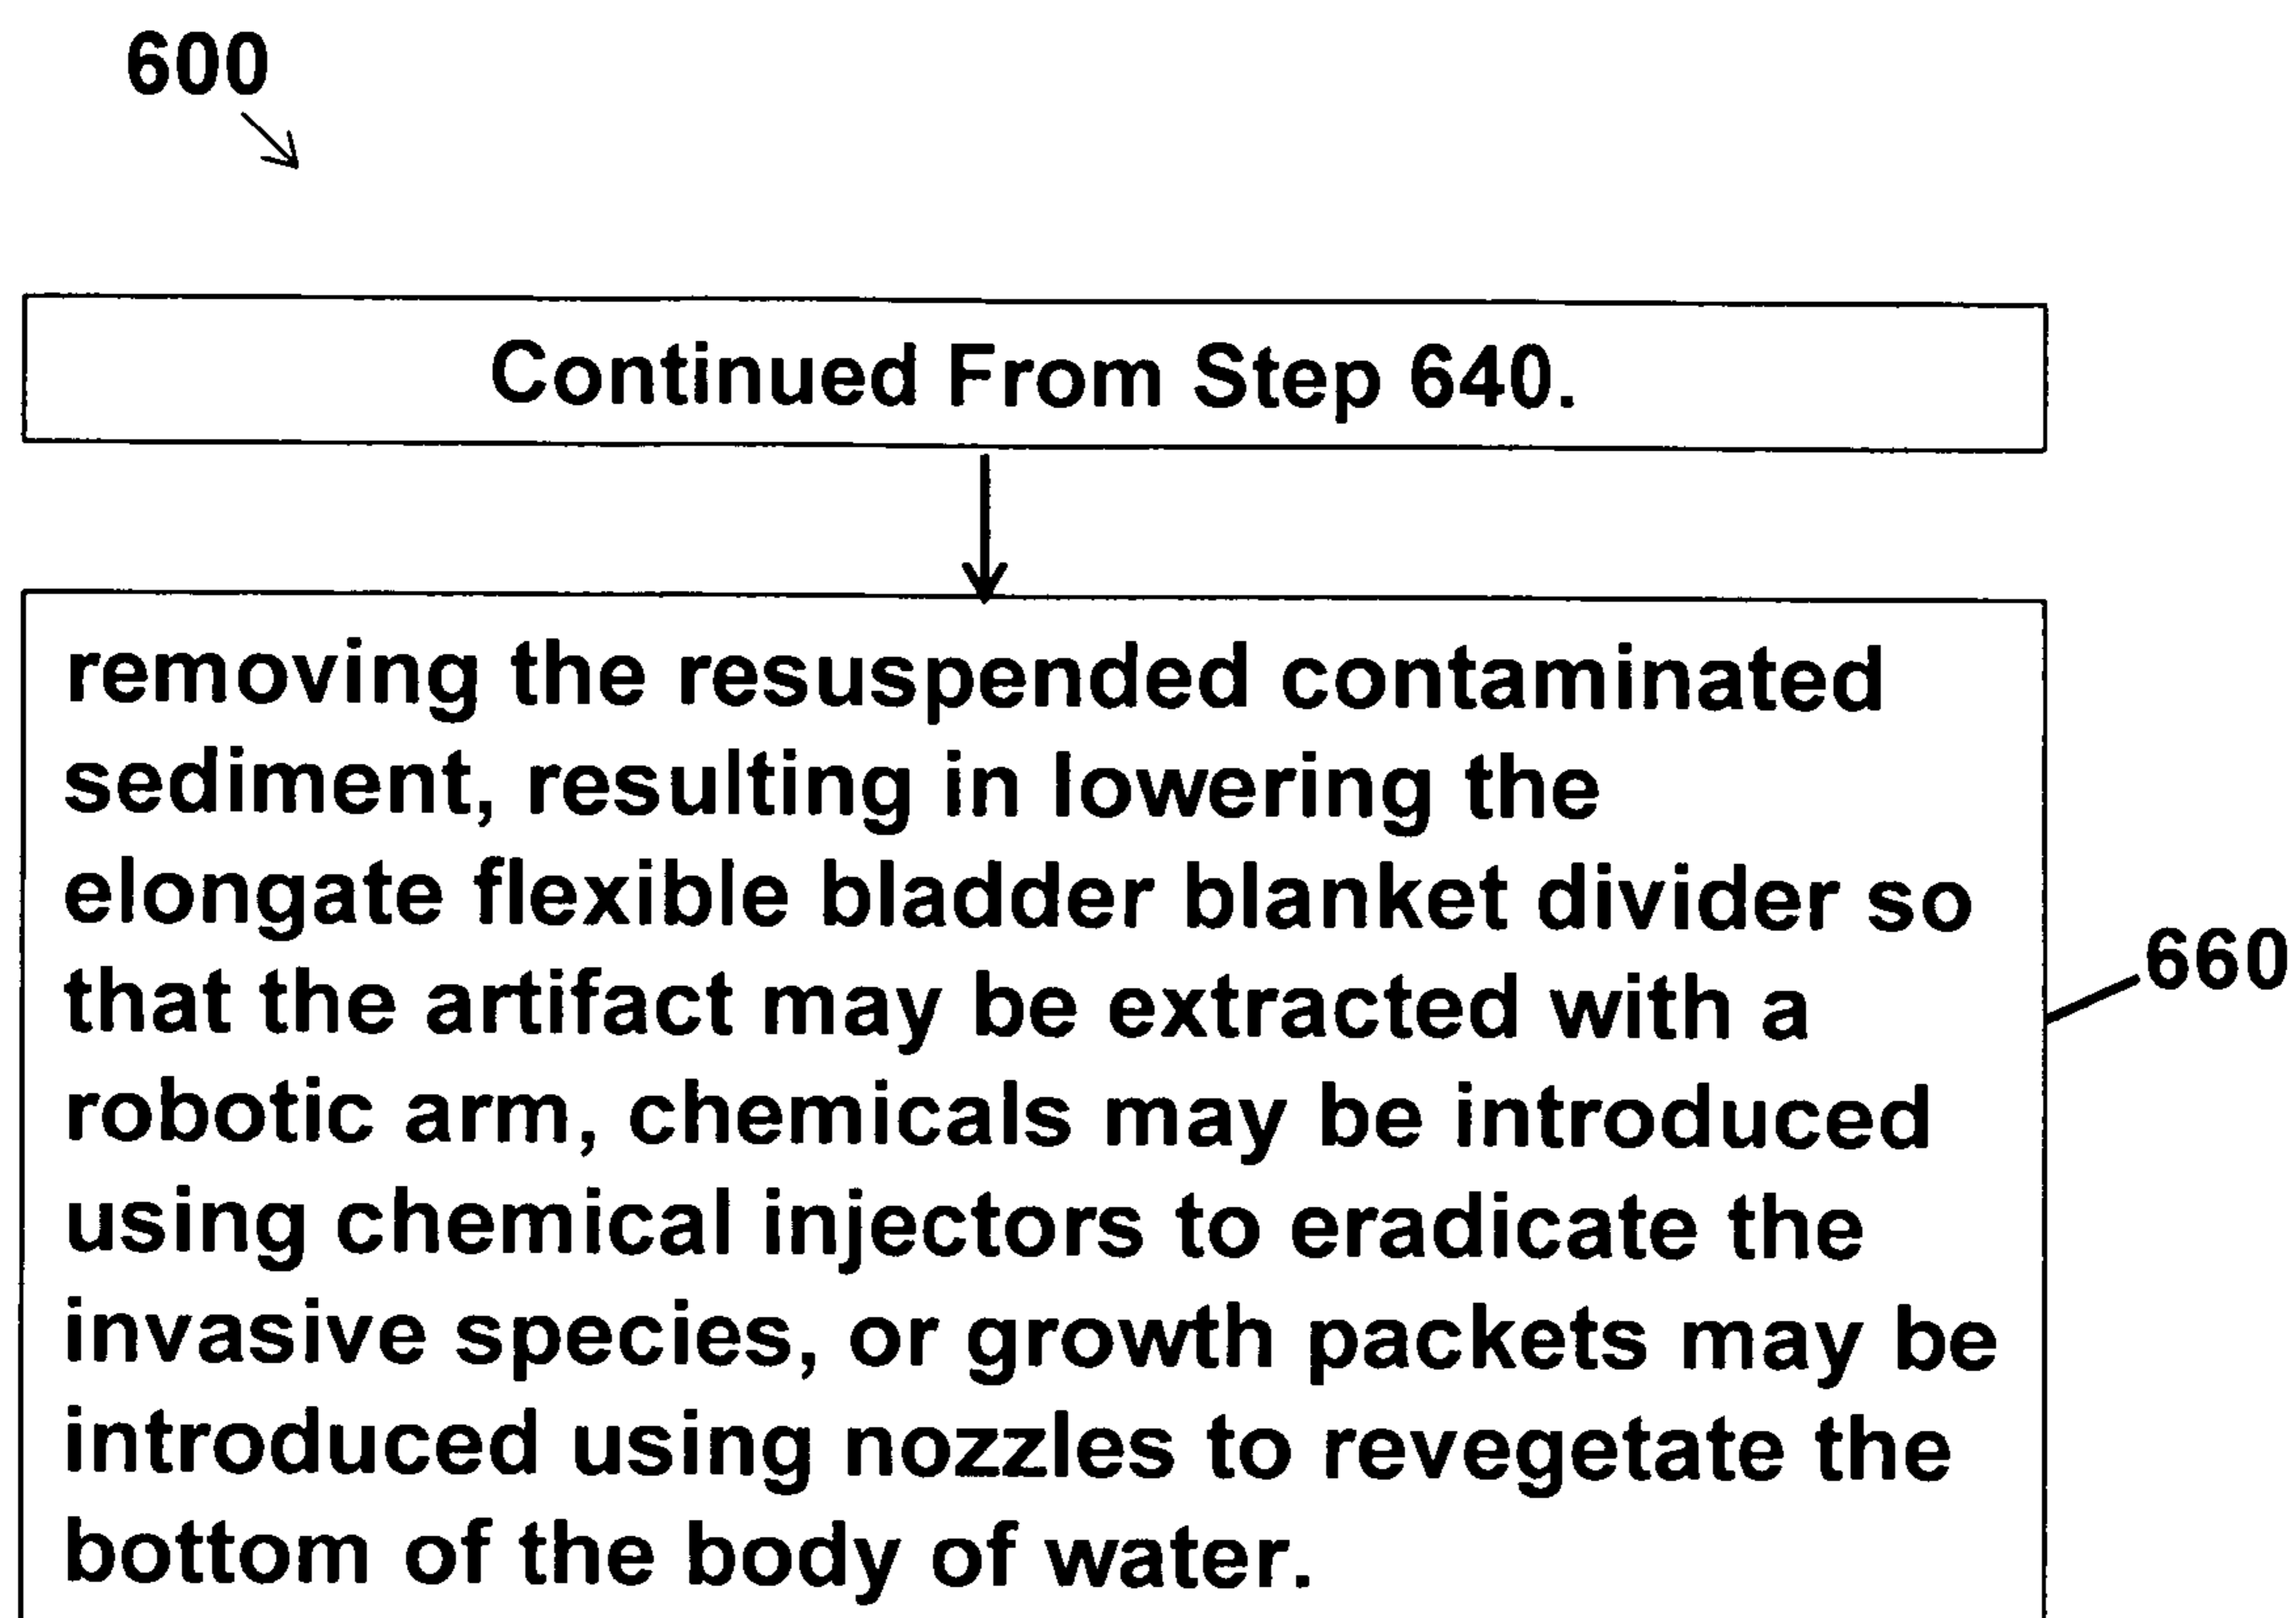 600
Continued From Step 640.
removing the resuspended contaminated
sediment, resulting in lowering the
elongate flexible bladder blanket divider so
that the artifact may be extracted with a
robotic arm, chemicals may be introduced
using chemical injectors to eradicate the
invasive species, or growth packets may be
introduced using nozzles to revegetate the
bottom of the body of water.
660